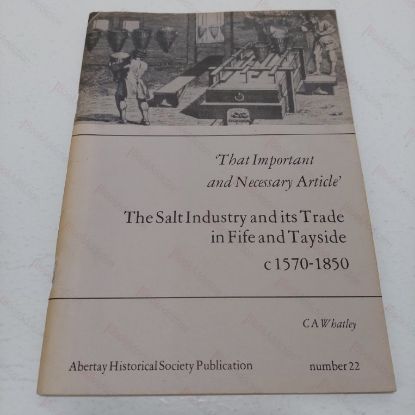 'That Important
and Necessary Article'
The Salt Industry and its Trade
in Fife and Tayside
c1570-1850
C A Whatley
Abertay Historical Society Publication number 22